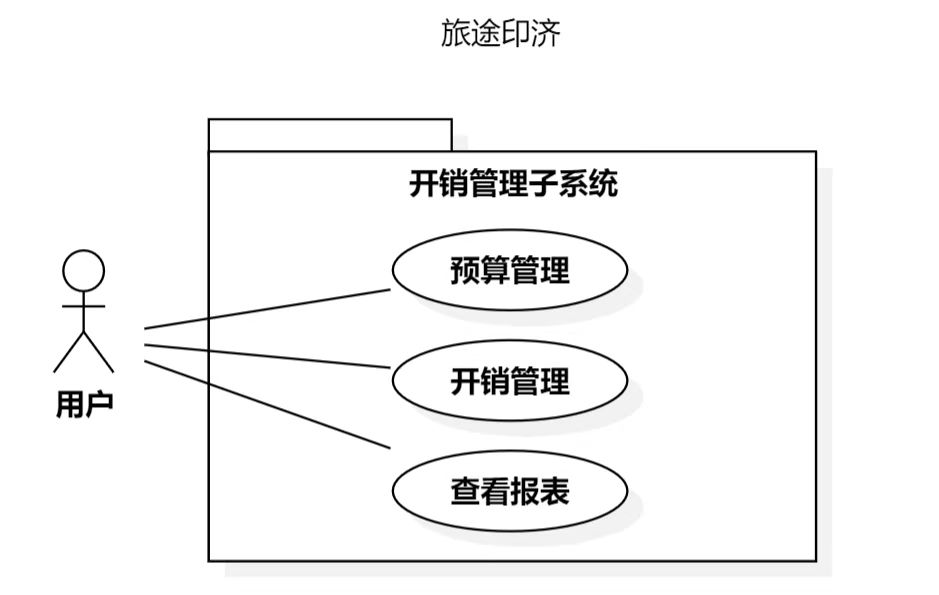 旅途印济
开销管理子系统
预算管理
开销管理
查看报表
用户